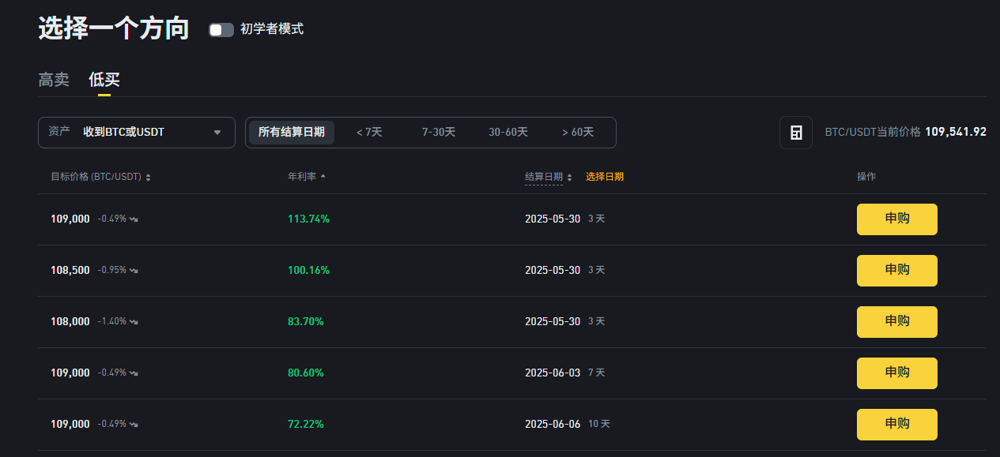 选择一个方向 初学者模式
高卖 低买
资产 收到BTC或USDT 所有结算日期 < 7天 7-30天 30-60天 > 60天 BTC/USDT当前价格 109,541.92
目标价格 (BTC/USDT) 年利率 结算日期 选择日期 操作
109,000 -0.49% 113.74% 2025-05-30 3 天 申购
108,500 -0.95% 100.16% 2025-05-30 3 天 申购
108,000 -1.40% 83.70% 2025-05-30 3 天 申购
109,000 -0.49% 80.60% 2025-06-03 7 天 申购
109,000 -0.49% 72.22% 2025-06-06 10 天 申购